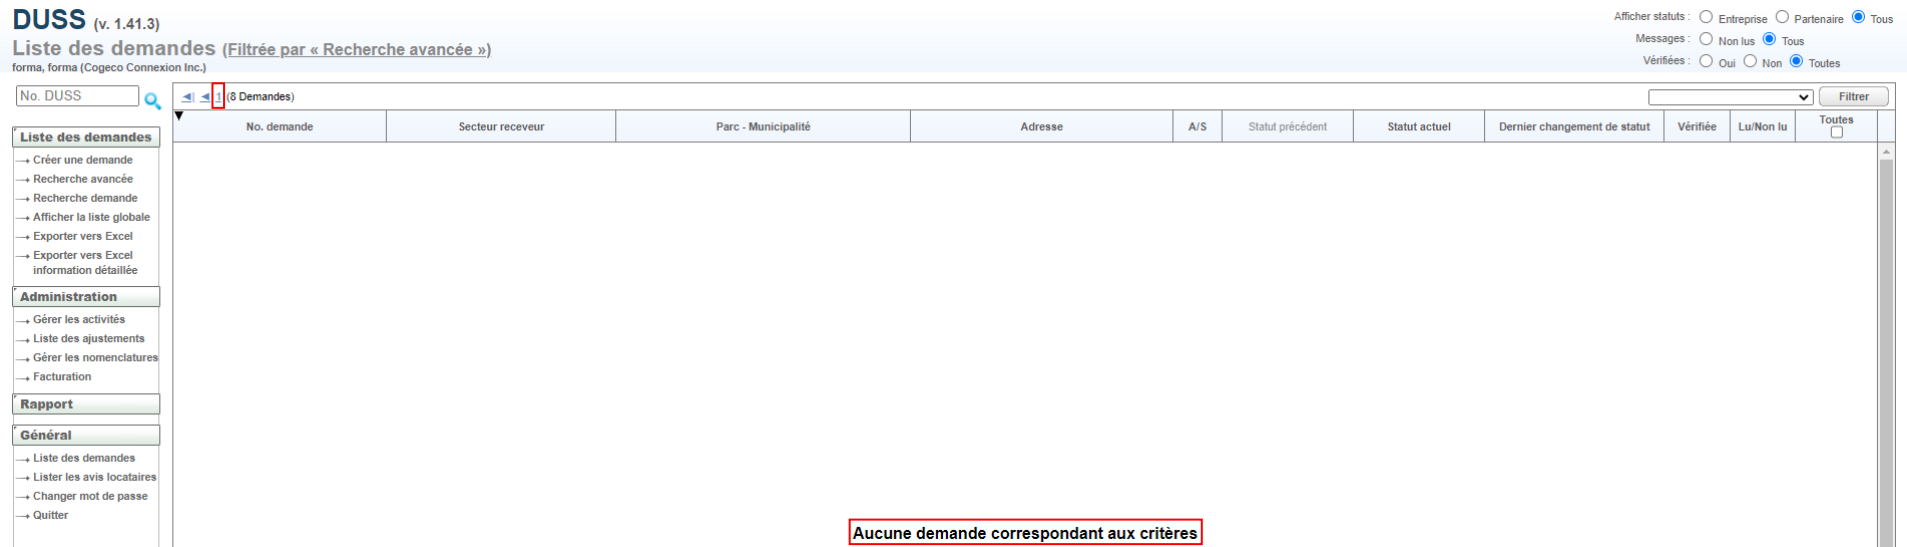 DUSS (v. 1.41.3)
Liste des demandes (Filtrée par « Recherche avancée »)
forma, forma (Cogeco Connexion Inc.)
Afficher statuts : Entreprise Partenaire Tous
Messages : Non lus Tous
Vérifiées : Oui Non Toutes
No. DUSS
1 (8 Demandes)
Filtrer
No. demande Secteur receveur Parc - Municipalité Adresse A/S Statut précédent Statut actuel Dernier changement de statut Vérifiée Lu/Non lu Toutes
Liste des demandes
Créer une demande
Recherche avancée
Recherche demande
Afficher la liste globale
Exporter vers Excel
Exporter vers Excel
information détaillée
Administration
Gérer les activités
Liste des ajustements
Gérer les nomenclatures
Facturation
Rapport
Général
Liste des demandes
Lister les avis locataires
Changer mot de passe
Quitter
Aucune demande correspondant aux critères